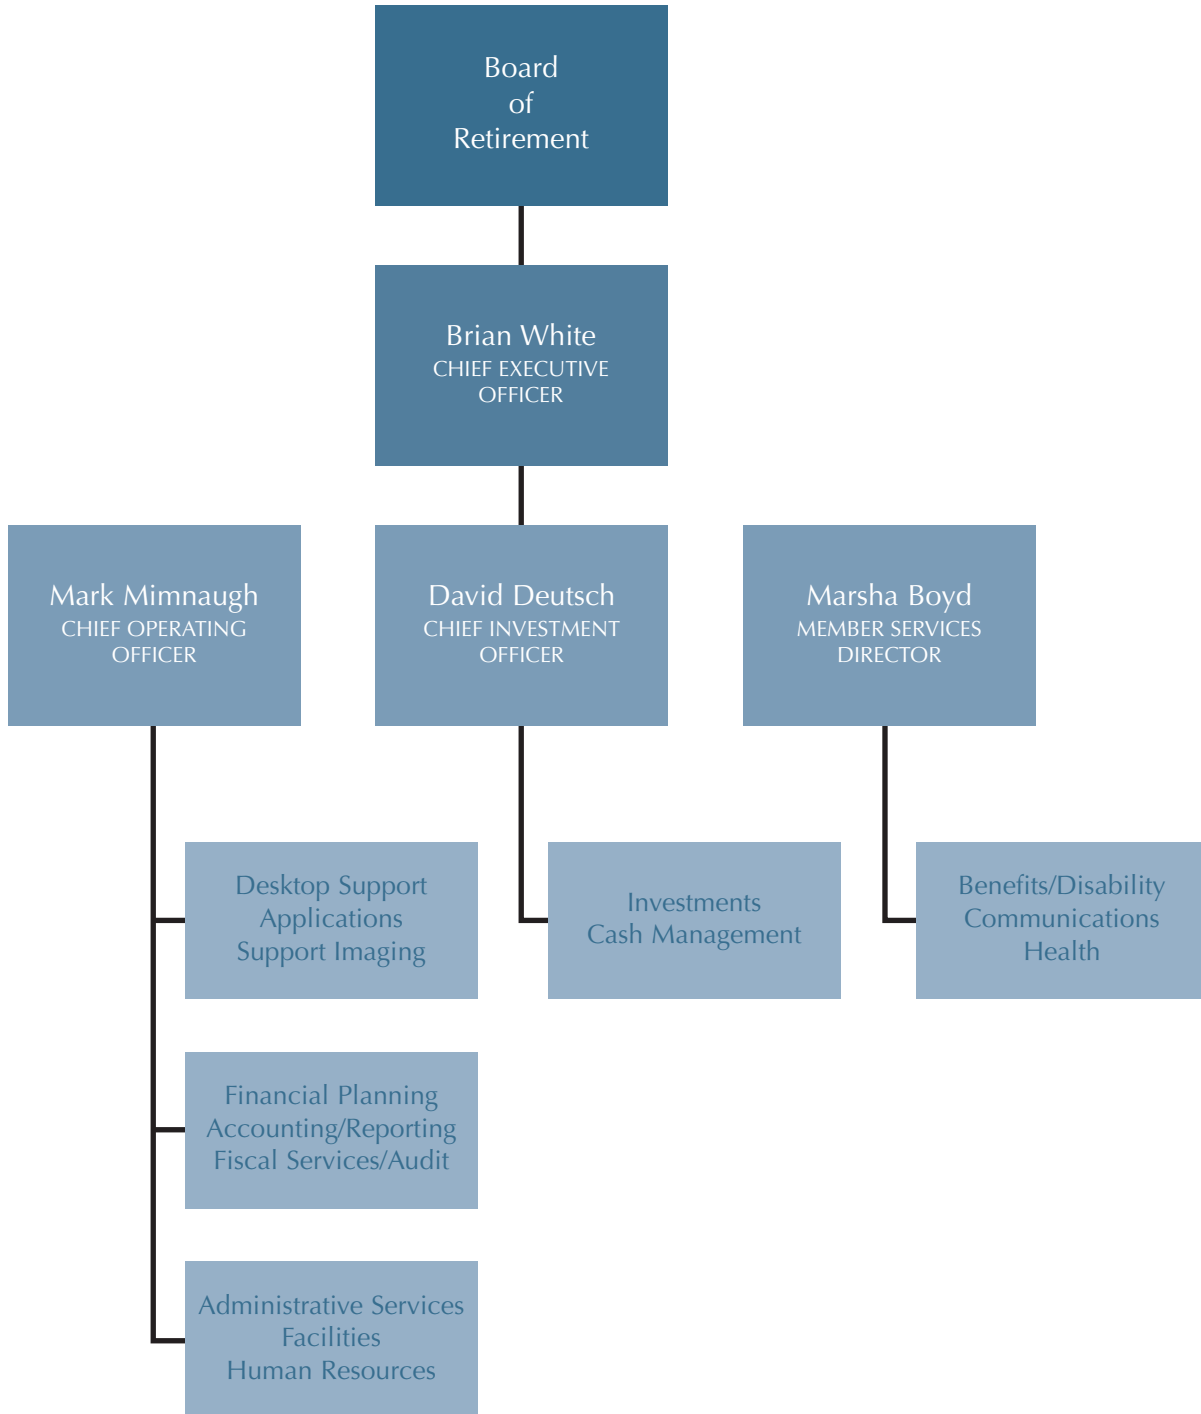 Board
of
Retirement
Brian White
CHIEF EXECUTIVE
OFFICER
Mark Mimnaugh
CHIEF OPERATING
OFFICER
David Deutsch
CHIEF INVESTMENT
OFFICER
Marsha Boyd
MEMBER SERVICES
DIRECTOR
Desktop Support
Applications
Support Imaging
Investments
Cash Management
Benefits/Disability
Communications
Health
Financial Planning
Accounting/Reporting
Fiscal Services/Audit
Administrative Services
Facilities
Human Resources